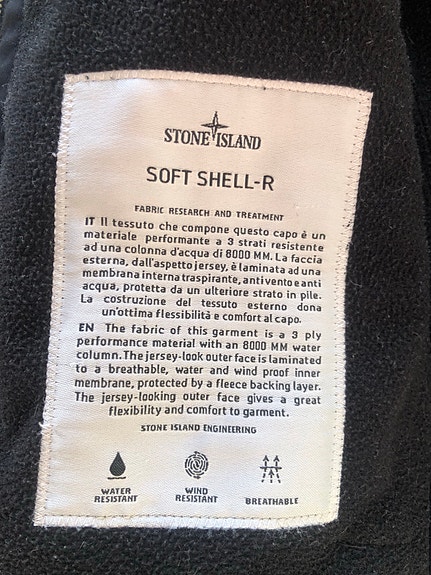 STONE ISLAND
SOFT SHELL-R
FABRIC RESEARCH AND TREATMENT
IT Il tessuto che compone questo capo è un
materiale performante a 3 strati resistente
ad una colonna d'acqua di 8000 MM. La faccia
esterna, dall'aspetto jersey, è laminata ad una
membrana interna traspirante, antivento e anti
acqua, protetta da un ulteriore strato in pile.
La costruzione del tessuto esterno dona
un'ottima flessibilità e comfort al capo.
EN The fabric of this garment is a 3 ply
performance material with an 8000 MM water
column. The jersey-look outer face is laminated
to a breathable, water and wind proof inner
membrane, protected by a fleece backing layer.
The jersey-looking outer face gives a great
flexibility and comfort to garment.
STONE ISLAND ENGINEERING
WATER
RESISTANT
WIND
RESISTANT
BREATHABLE